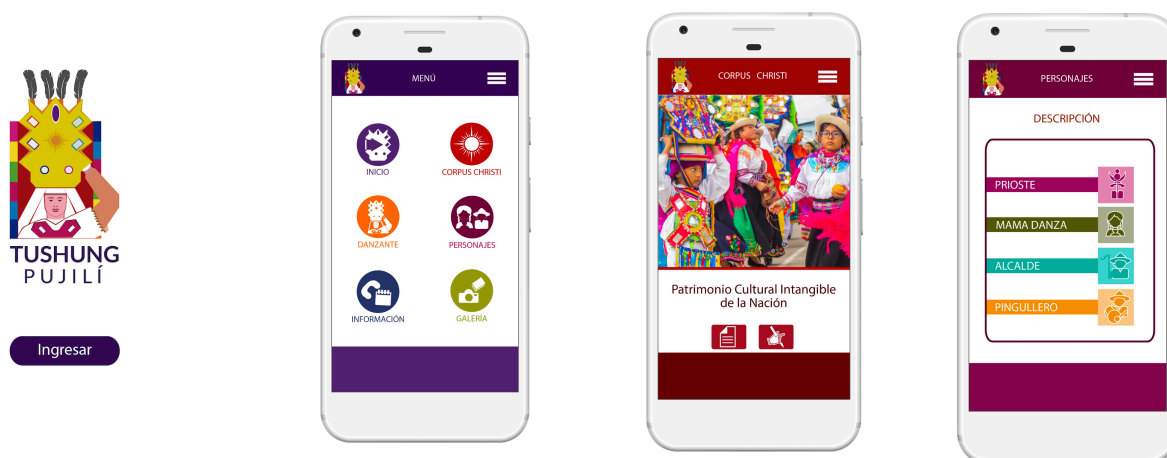 TUSHUNG
PUJILÍ
Ingresar
MENÚ
INICIO
CORPUS CHRISTI
DANZANTE
PERSONAJES
INFORMACIÓN
GALERÍA
CORPUS CHRISTI
Patrimonio Cultural Intangible
de la Nación
PERSONAJES
DESCRIPCIÓN
PRIOSTE
MAMA DANZA
ALCALDE
PINGULLERO